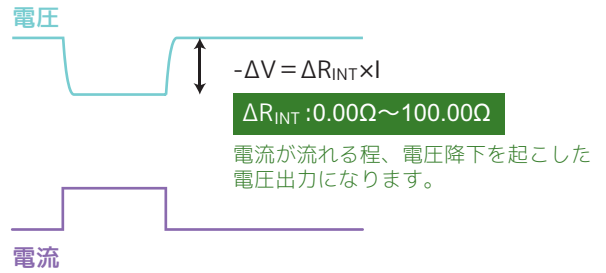 電圧
-ΔV＝ΔRINT×I
ΔRINT :0.00Ω～100.00Ω
電流が流れる程、電圧降下を起こした
電圧出力になります。
電流